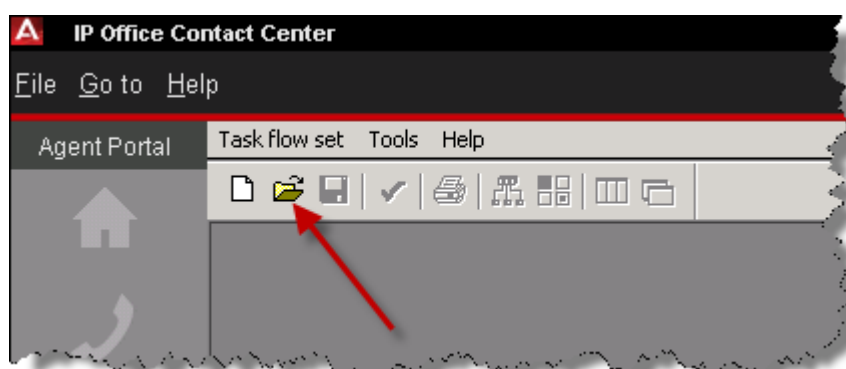 IP Office Contact Center
File Go to Help
Agent Portal
Task flow set Tools Help